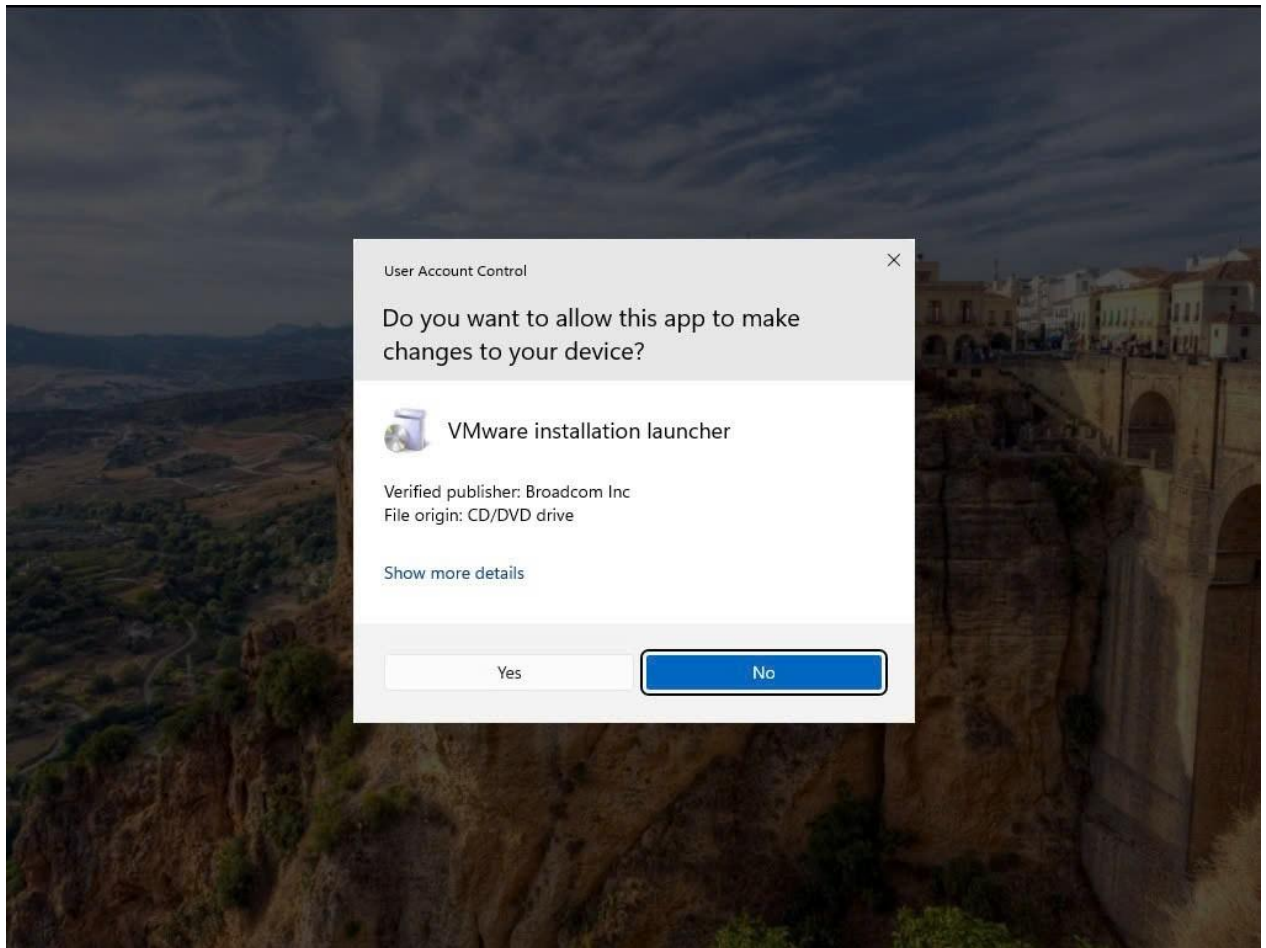 User Account Control
Do you want to allow this app to make
changes to your device?
VMware installation launcher
Verified publisher: Broadcom Inc
File origin: CD/DVD drive
Show more details
Yes
No